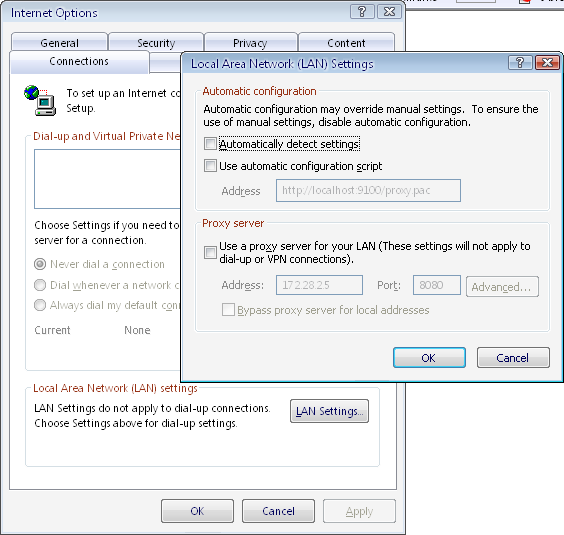 Internet Options
General
Security
Privacy
Content
Connections
To set up an Internet co
Setup.
Dial-up and Virtual Private Ne
Choose Settings if you need to
server for a connection.
Never dial a connection
Dial whenever a network c
Always dial my default con
Current
None
Local Area Network (LAN) settings
LAN Settings do not apply to dial-up connections.
Choose Settings above for dial-up settings.
LAN Settings...
OK
Cancel
Apply
Local Area Network (LAN) Settings
Automatic configuration
Automatic configuration may override manual settings. To ensure the
use of manual settings, disable automatic configuration.
Automatically detect settings
Use automatic configuration script
Address
http://localhost:9100/proxy.pac
Proxy server
Use a proxy server for your LAN (These settings will not apply to
dial-up or VPN connections).
Address:
172.28.25
Port:
8080
Advanced...
Bypass proxy server for local addresses
OK
Cancel